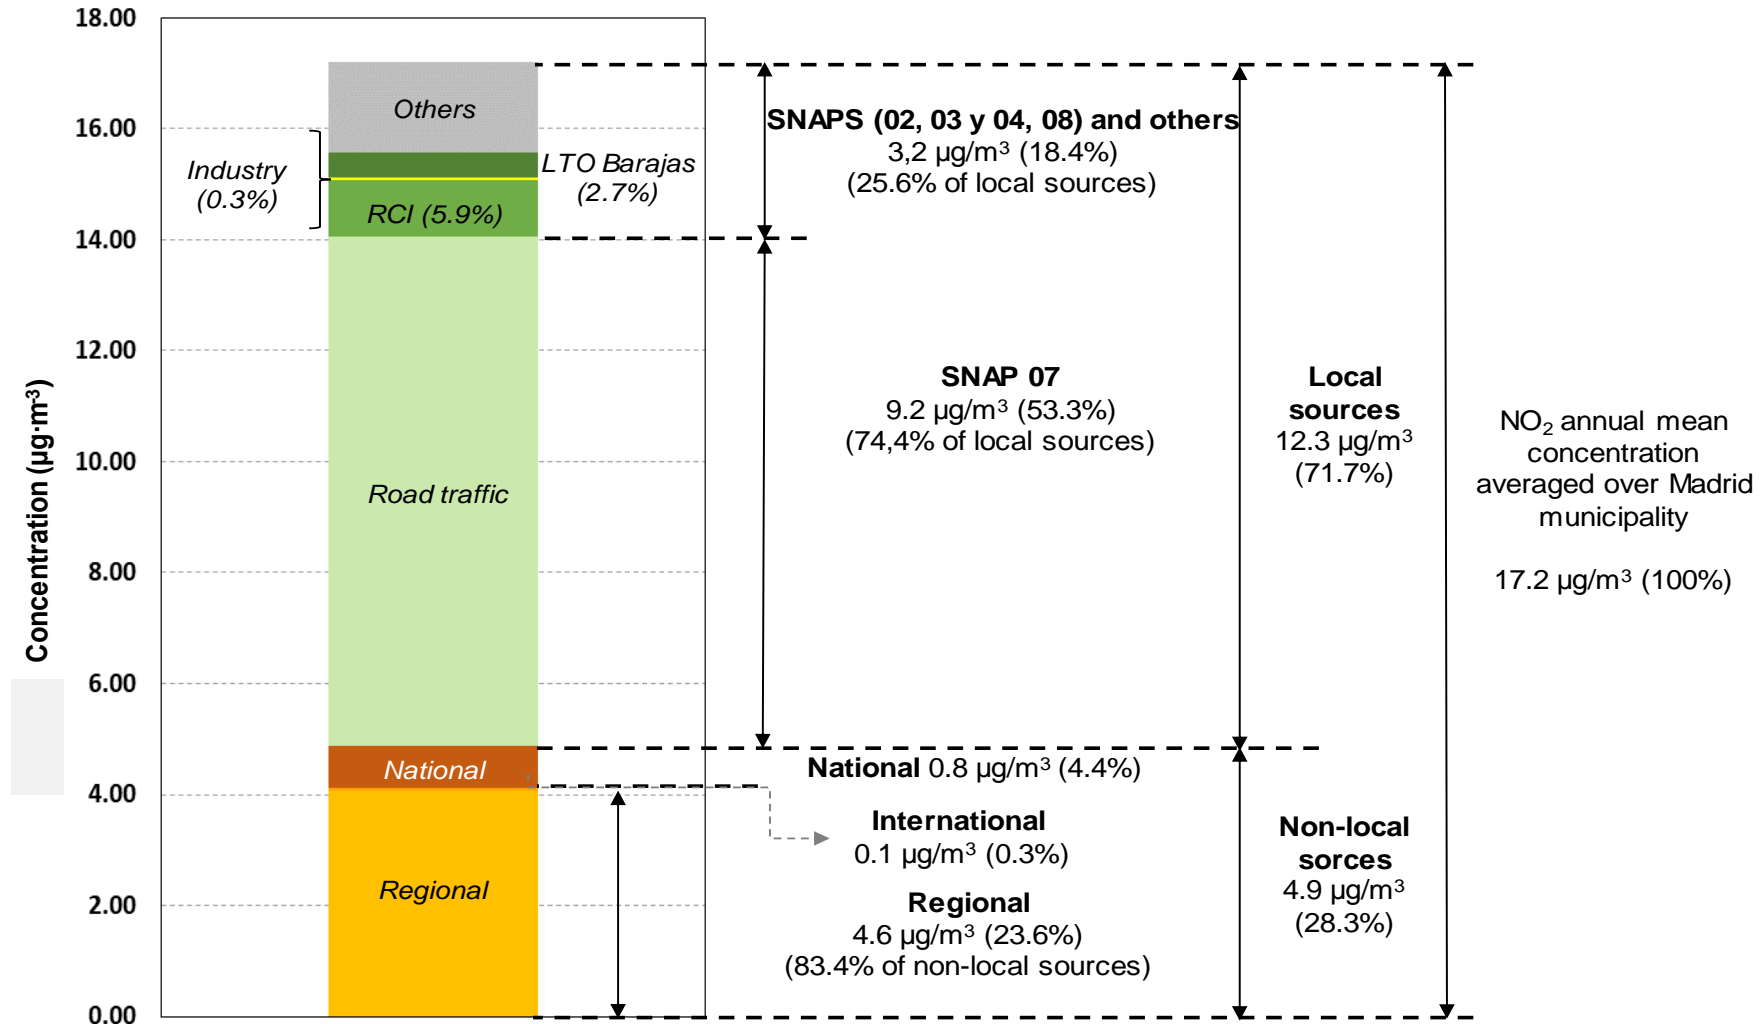 18.00
16.00
14.00
12.00
10.00
8.00
6.00
4.00
2.00
0.00
Concentration (µg·m-3)
Others
Industry
(0.3%)
LTO Barajas
(2.7%)
RCI (5.9%)
Road traffic
National
Regional
SNAPS (02, 03 y 04, 08) and others
3,2 µg/m³ (18.4%)
(25.6% of local sources)
SNAP 07
9.2 µg/m³ (53.3%)
(74,4% of local sources)
National 0.8 µg/m³ (4.4%)
International
0.1 µg/m³ (0.3%)
Regional
4.6 µg/m³ (23.6%)
(83.4% of non-local sources)
Local
sources
12.3 µg/m³
(71.7%)
Non-local
sorces
4.9 µg/m³
(28.3%)
NO₂ annual mean
concentration
averaged over Madrid
municipality
17.2 µg/m³ (100%)